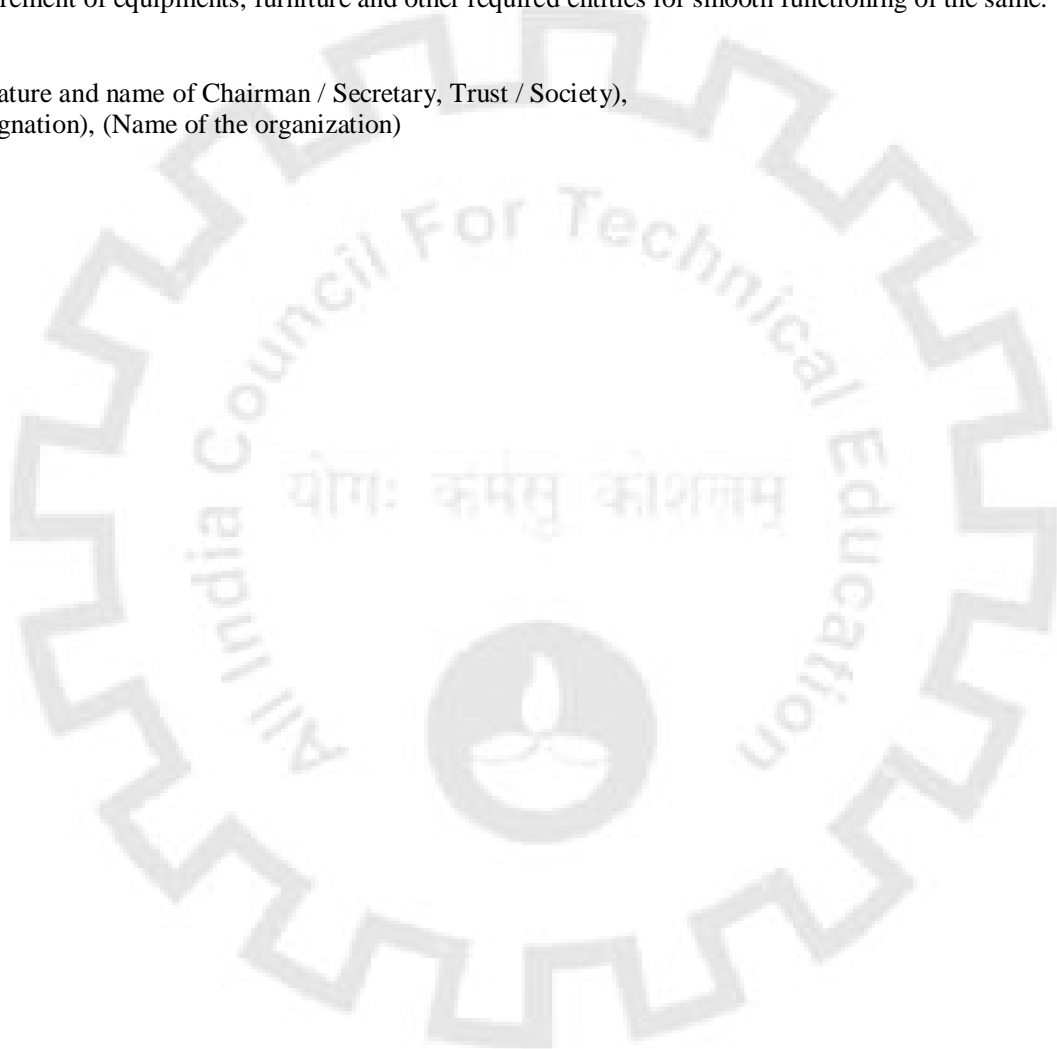 rement of equipments, furniture and other required entities for smooth functioning of the same.
ature and name of Chairman / Secretary, Trust / Society),
gnation), (Name of the organization)
All India Council For Technical Education
योगः कर्मसु कौशलम्